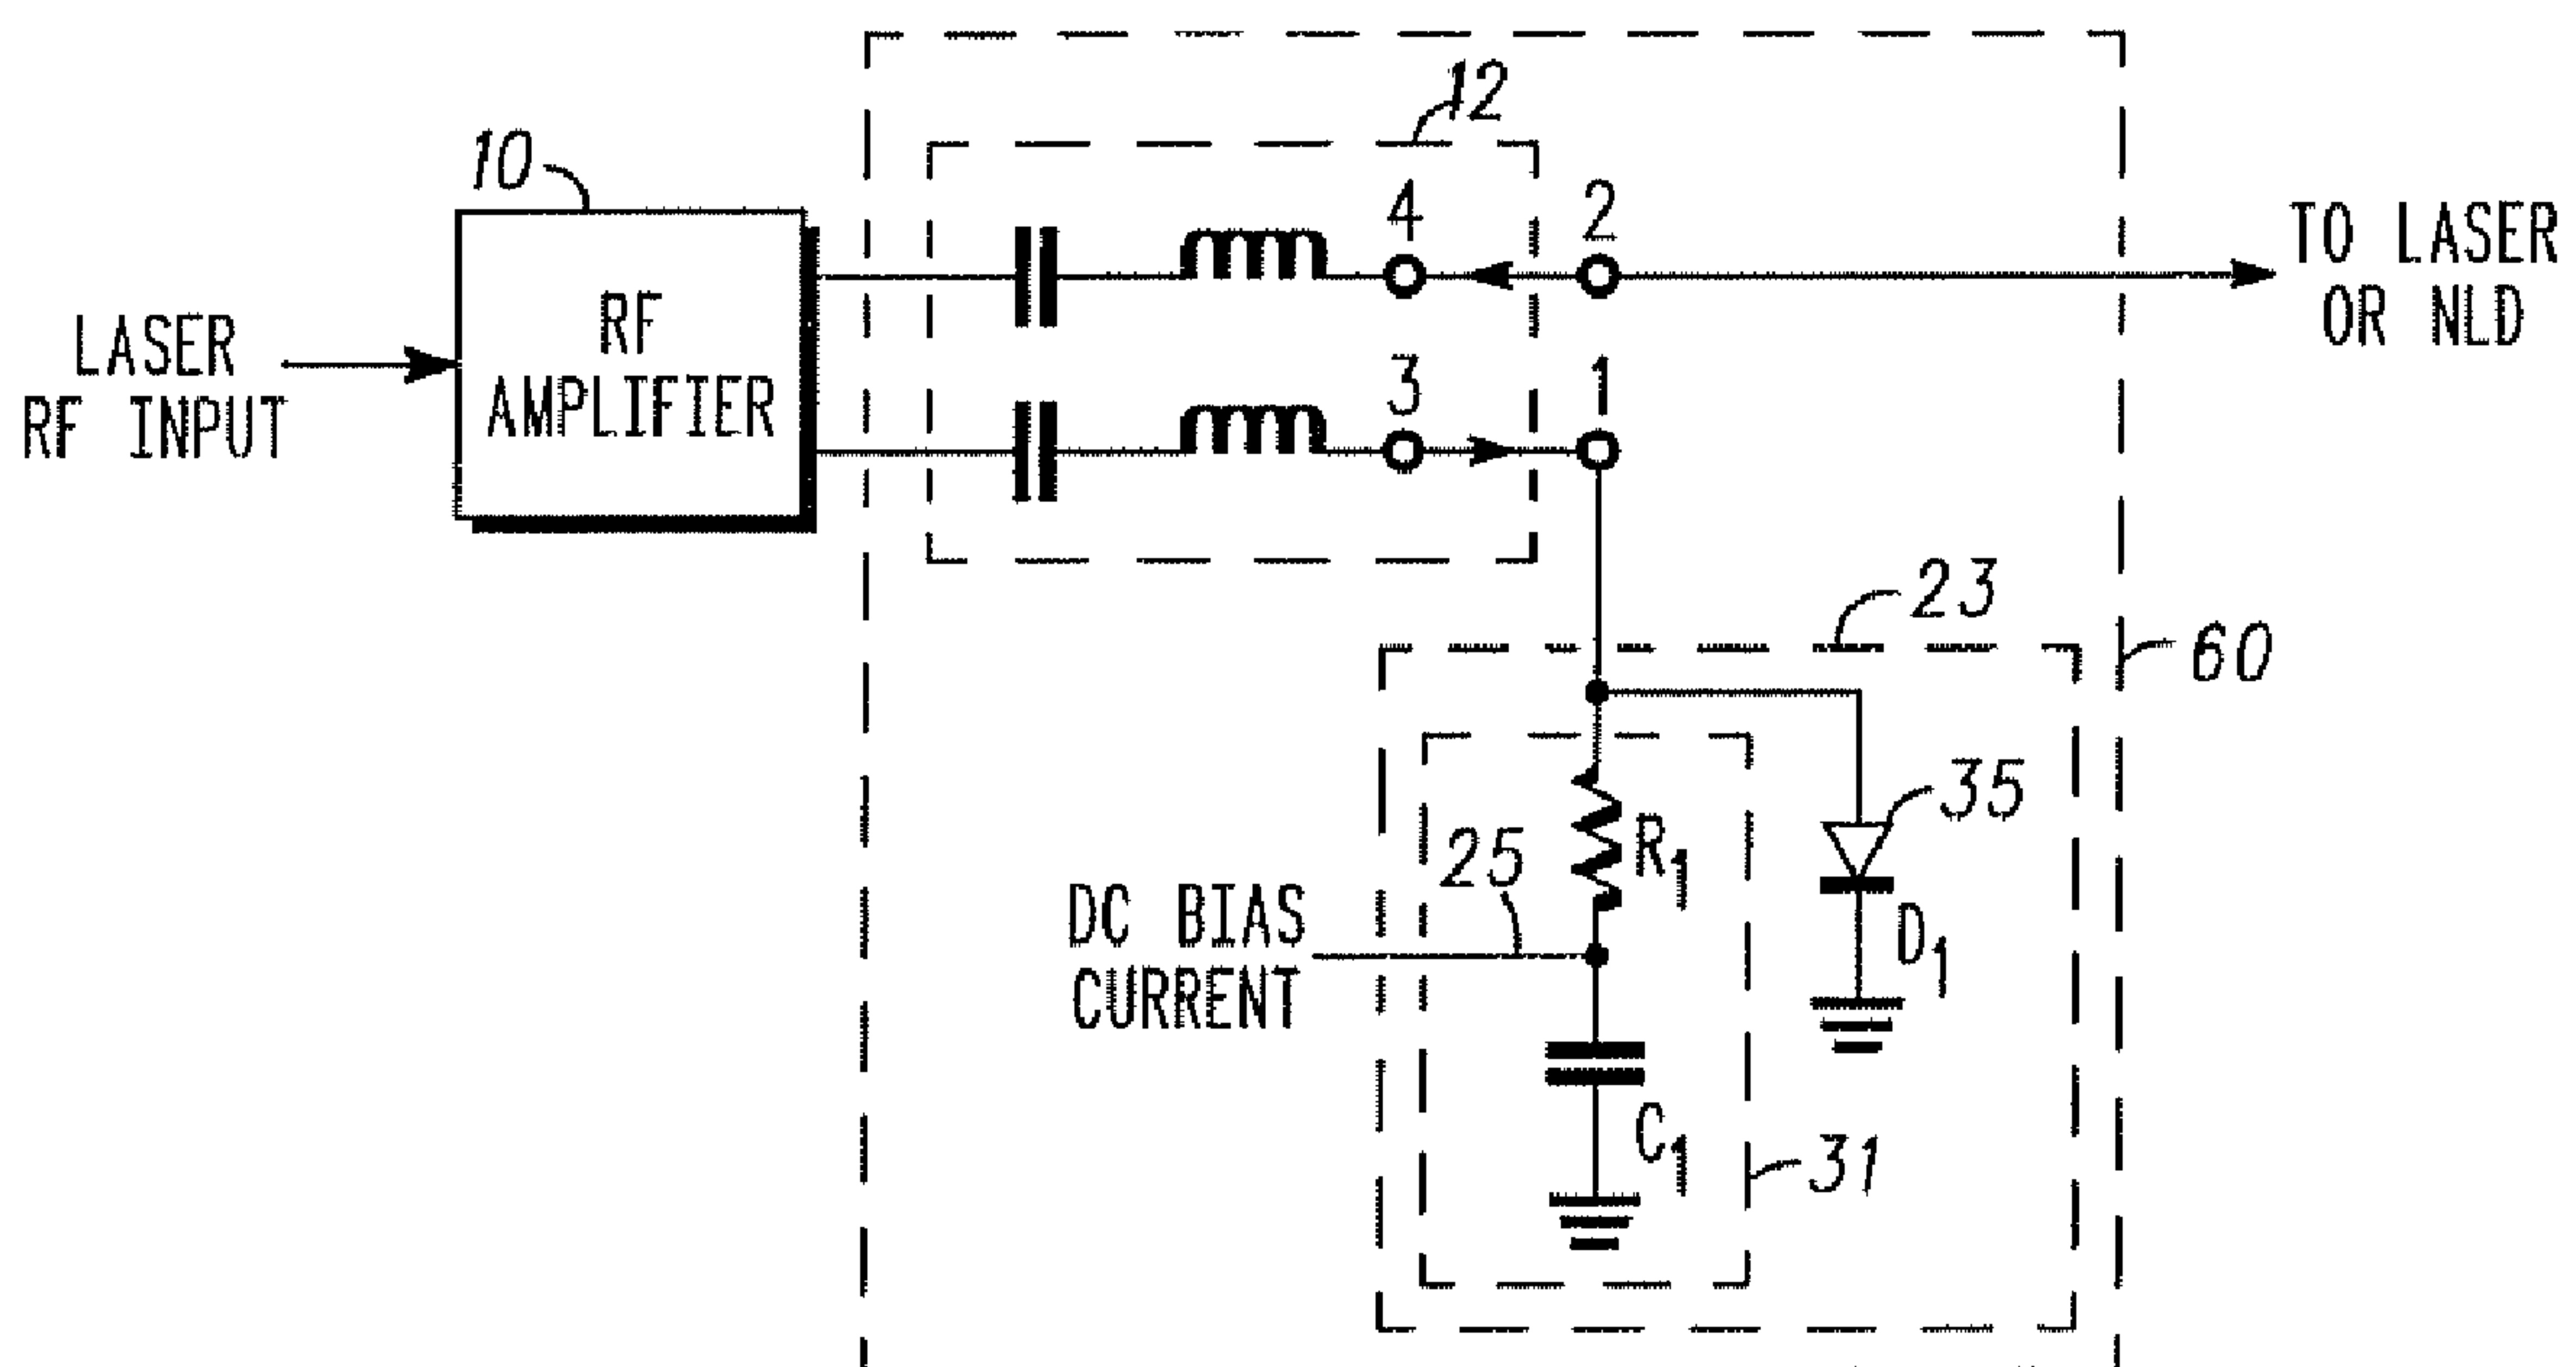 12
10
4
2
TO LASER
OR NLD
RF
AMPLIFIER
LASER
RF INPUT
3
1
23
60
35
25
R1
DC BIAS
CURRENT
D1
C1
31